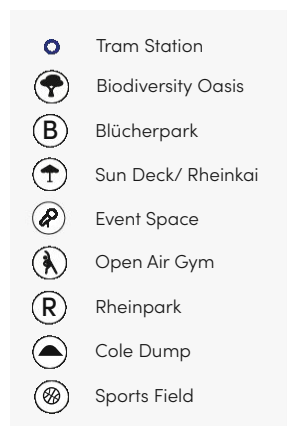 Tram Station
Biodiversity Oasis
B Blücherpark
Sun Deck/ Rheinkai
Event Space
Open Air Gym
R Rheinpark
Cole Dump
Sports Field